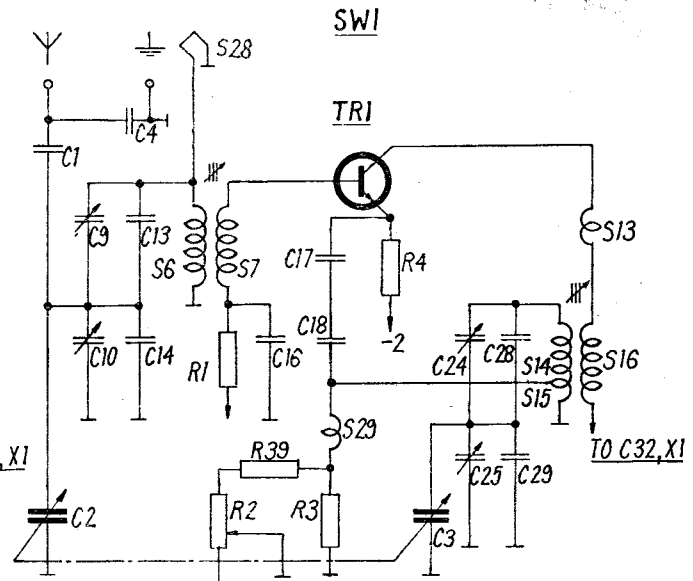 SW1
S28
TR1
C4
C1
C9
C13
S6
S7
C17
R4
S13
C10
C14
R1
C16
C18
-2
C24
C28
S14
S15
S16
S29
R39
TO C32, X1
, X1
C25
C29
C2
R2
R3
C3